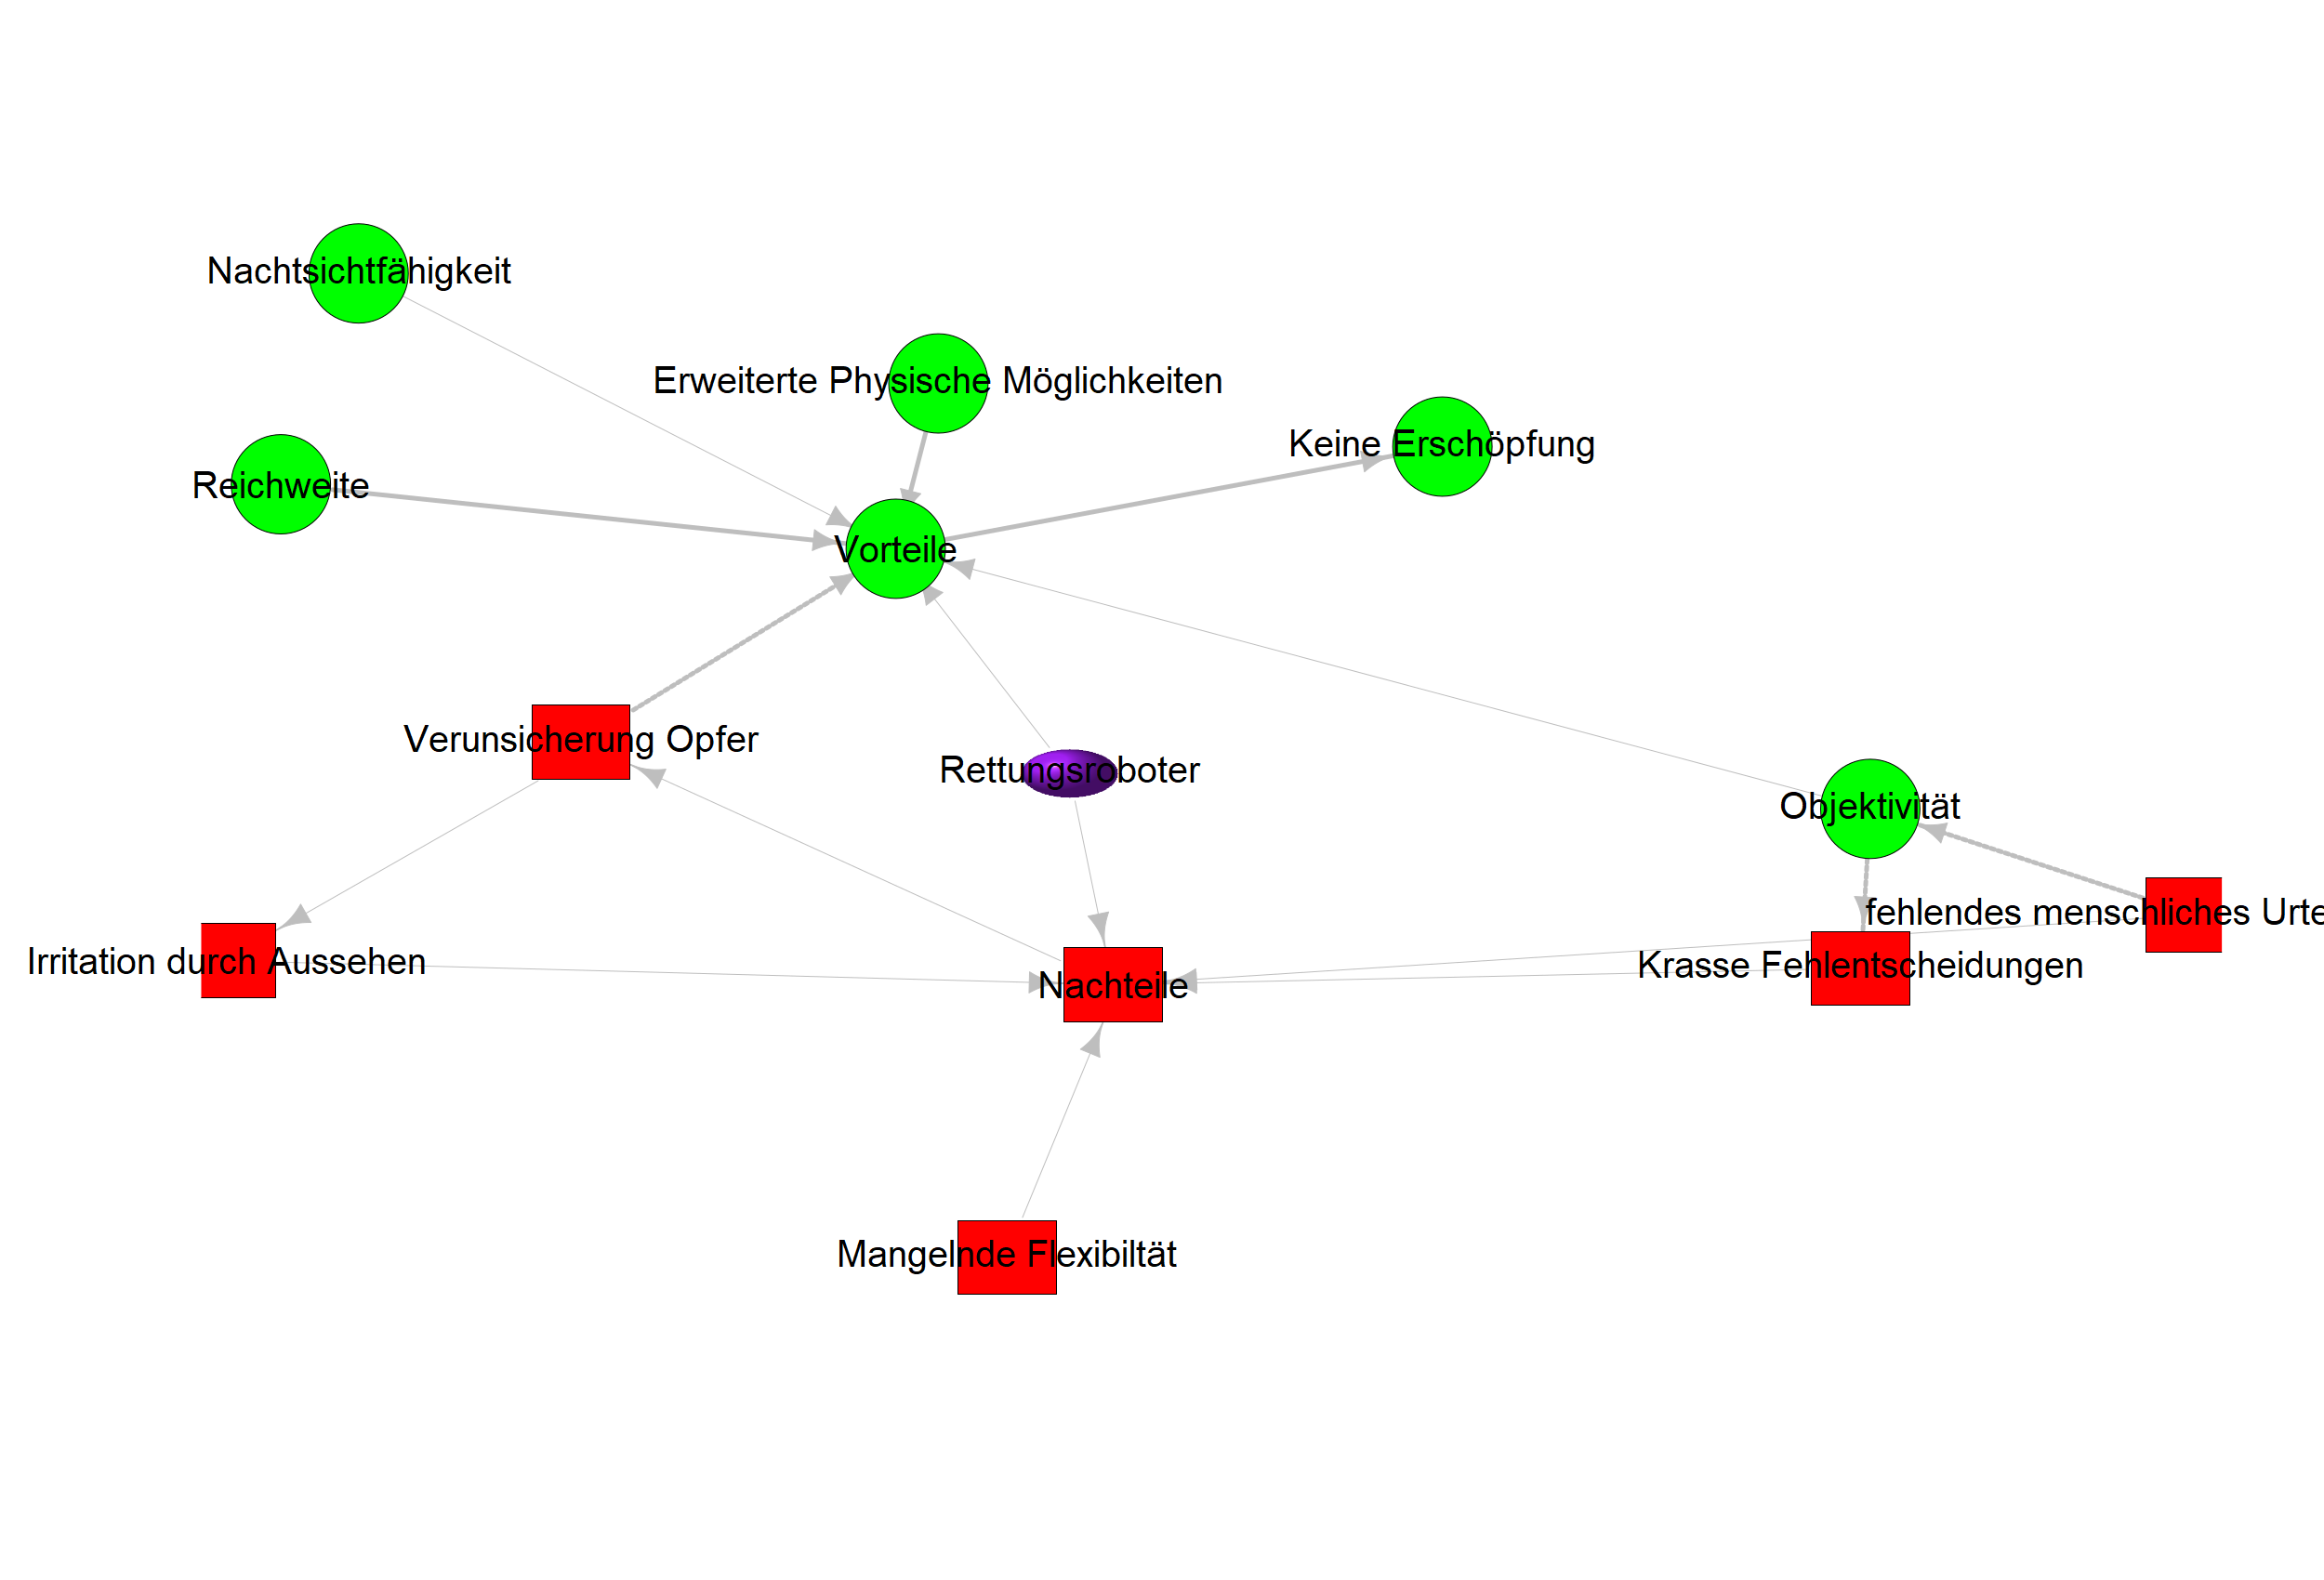 Nachtsichtfähigkeit
Erweiterte Physische Möglichkeiten
Keine Erschöpfung
Reichweite
Vorteile
Verunsicherung Opfer
Rettungsroboter
Objektivität
fehlendes menschliches Urte
Irritation durch Aussehen
Krasse Fehlentscheidungen
Nachteile
Mangelnde Flexibiltät